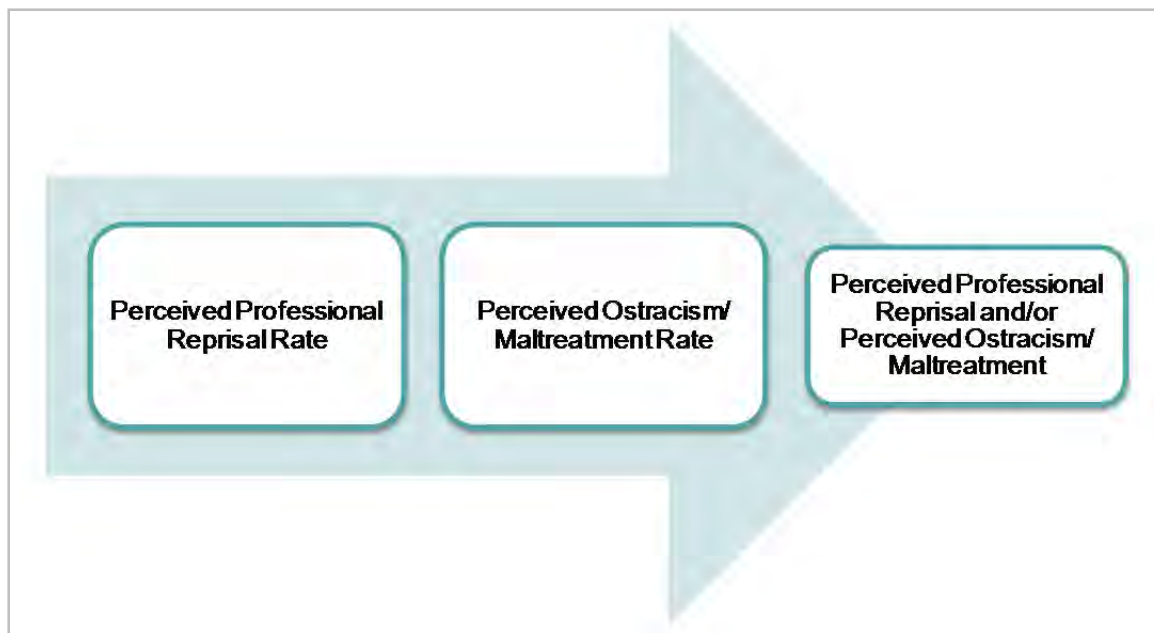 Perceived Professional
Reprisal Rate
Perceived Ostracism/
Maltreatment Rate
Perceived Professional
Reprisal and/or
Perceived Ostracism/
Maltreatment